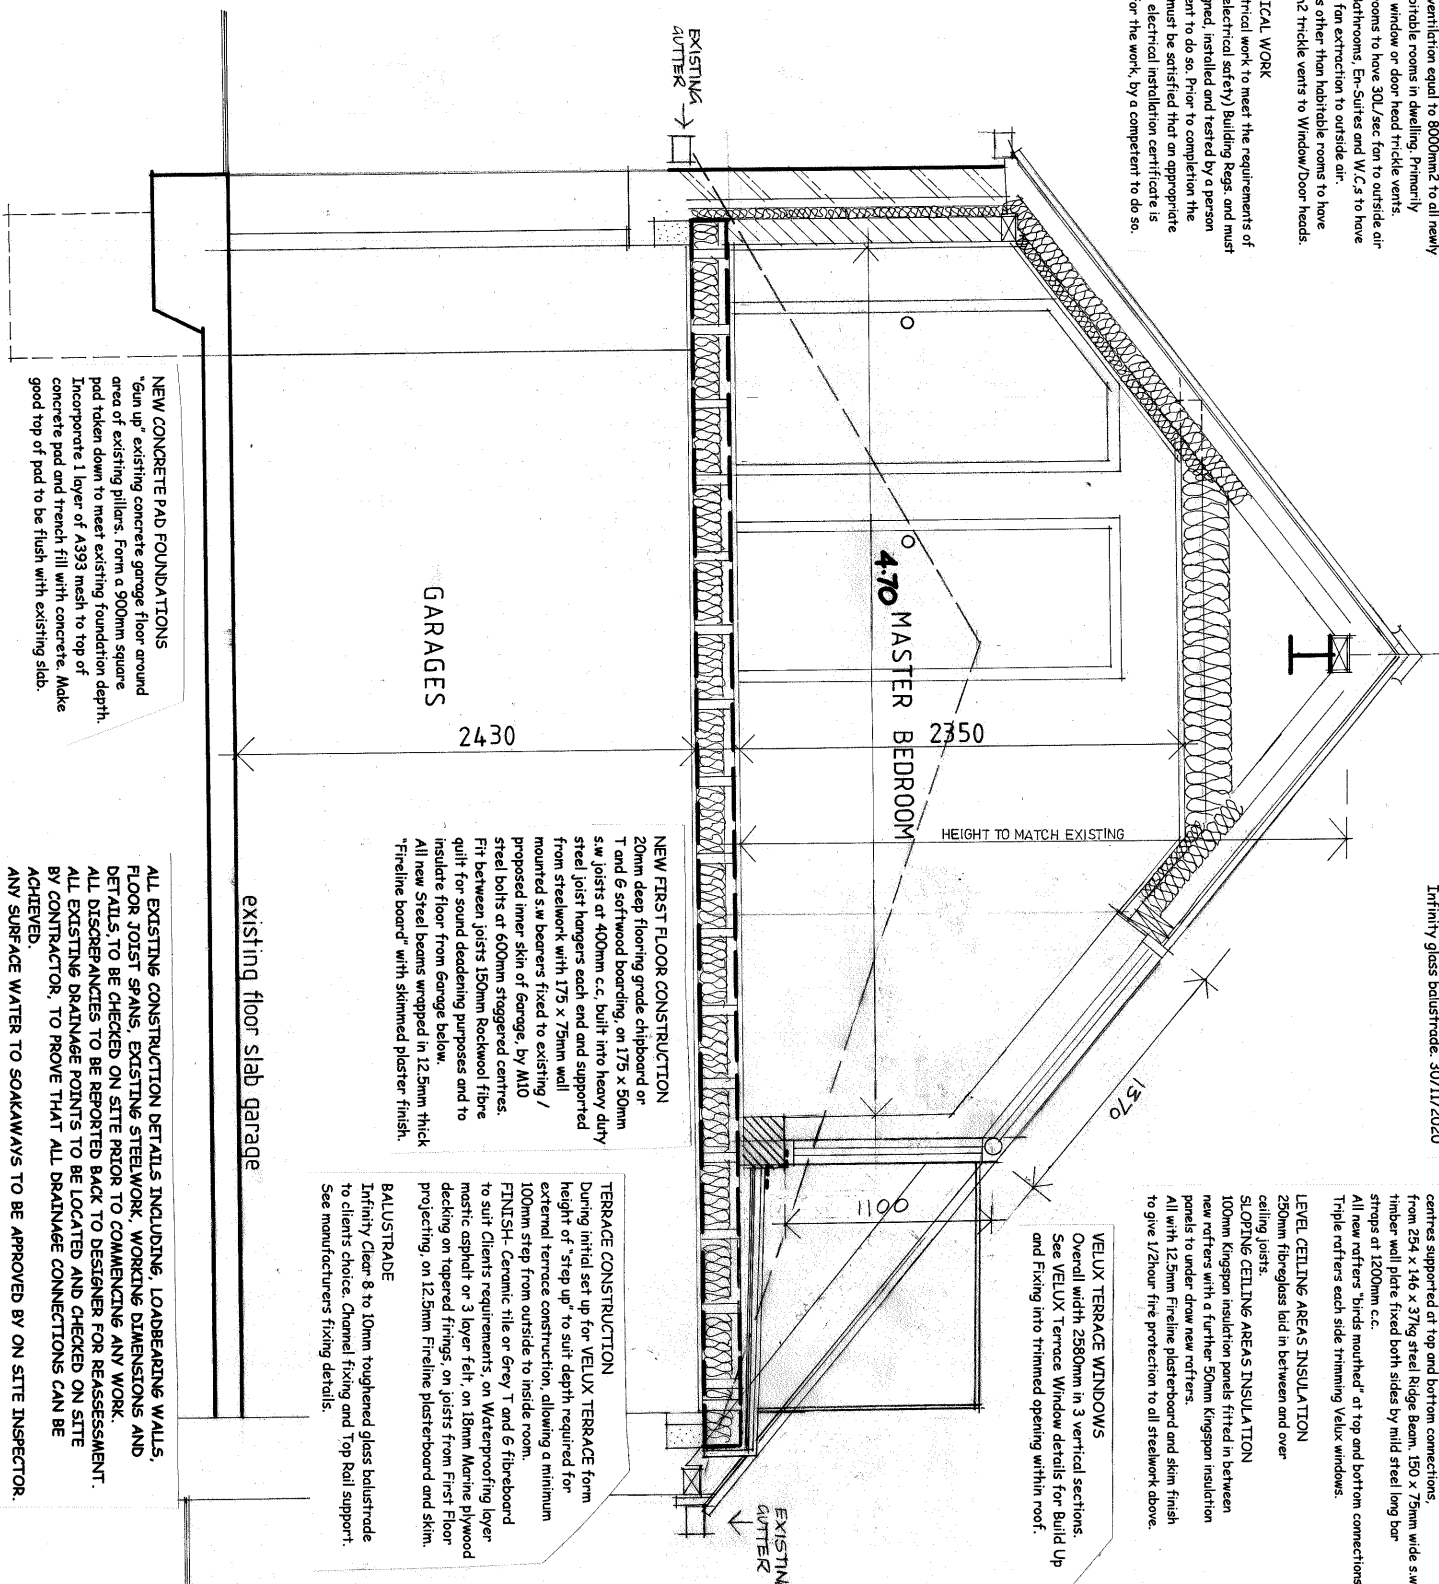 ventilation equal to 8000mm2 to all newly
rooms in dwelling. Primarily
window or door head trickle vents.
to have 30L/sec fan to outside air
En-Suites and W.C,s to have
fan extraction to outside air.
other than habitable rooms to have
trickle vents to Window/Door heads.
WORK
work to meet the requirements of
electrical safety) Building Regs. and must
installed and tested by a person
to do so. Prior to completion the
must be satisfied that an appropriate
electrical installation certificate is
for the work, by a competent to do so.
Infinity glass balustrade. 30/11/2020
centres supported at top and bottom connections,
from 254 x 146 x 37kg steel Ridge Beam. 150 x 75mm wide s.w
timber wall plate fixed both sides by mild steel long bar
straps at 1200mm c.c.
All new rafters "birds mouthed" at top and bottom connections
Triple rafters each side trimming Velux windows.
LEVEL CEILING AREAS INSULATION
250mm fibreglass laid in between and over
ceiling joists.
SLOPING CEILING AREAS INSULATION
100mm Kingspan insulation panels fitted in between
new rafters with a further 50mm Kingspan insulation
panels to under draw new rafters.
All with 12.5mm Fireline plasterboard and skim finish
to give 1/2hour fire protection to all steelwork above.
VELUX TERRACE WINDOWS
Overall width 2580mm in 3 vertical sections.
See VELUX Terrace Window details for Build Up
and Fixing into trimmed opening within roof.
EXISTING
GUTTER
4.70
MASTER BEDROOM
2350
HEIGHT TO MATCH EXISTING
1370
1100
GARAGES
2430
NEW FIRST FLOOR CONSTRUCTION
20mm deep flooring grade chipboard or
T and G softwood boarding, on 175 x 50mm
s.w joists at 400mm c.c, built into heavy duty
steel joist hangers each end and supported
from steelwork with 175 x 75mm wall
mounted s.w bearers fixed to existing /
proposed inner skin of Garage, by M10
steel bolts at 600mm staggered centres.
Fit between joists 150mm Rockwool fibre
quilt for sound deadening purposes and to
insulate floor from Garage below.
All new Steel beams wrapped in 12.5mm thick
"Fireline board" with skimmed plaster finish.
TERRACE CONSTRUCTION
During initial set up for VELUX TERRACE form
height of "step up" to suit depth required for
external terrace construction, allowing a minimum
100mm step from outside to inside room.
FINISH- Ceramic tile or Grey T and G fibreboard
to suit Clients requirements, on Waterproofing layer
mastic asphalt or 3 layer felt, on 18mm Marine plywood
decking on tapered firings, on joists from First Floor
projecting, on 12.5mm Fireline plasterboard and skim.
BALUSTRADE
Infinity Clear 8 to 10mm toughened glass balustrade
to clients choice. Channel fixing and Top Rail support.
See manufacturers fixing details.
GUTTER
existing floor slab garage
NEW CONCRETE PAD FOUNDATIONS
"Gun up" existing concrete garage floor around
area of existing pillars. Form a 900mm square
pad taken down to meet existing foundation depth.
Incorporate 1 layer of A393 mesh to top of
concrete pad and trench fill with concrete. Make
good top of pad to be flush with existing slab.
ALL EXISTING CONSTRUCTION DETAILS INCLUDING, LOADBEARING WALLS,
FLOOR JOIST SPANS, EXISTING STEELWORK, WORKING DIMENSIONS AND
DETAILS,TO BE CHECKED ON SITE PRIOR TO COMMENCING ANY WORK.
ALL DISCREPANCIES TO BE REPORTED BACK TO DESIGNER FOR REASSESSMENT.
ALL EXISTING DRAINAGE POINTS TO BE LOCATED AND CHECKED ON SITE
BY CONTRACTOR, TO PROVE THAT ALL DRAINAGE CONNECTIONS CAN BE
ACHIEVED.
ANY SURFACE WATER TO SOAKAWAYS TO BE APPROVED BY ON SITE INSPECTOR.